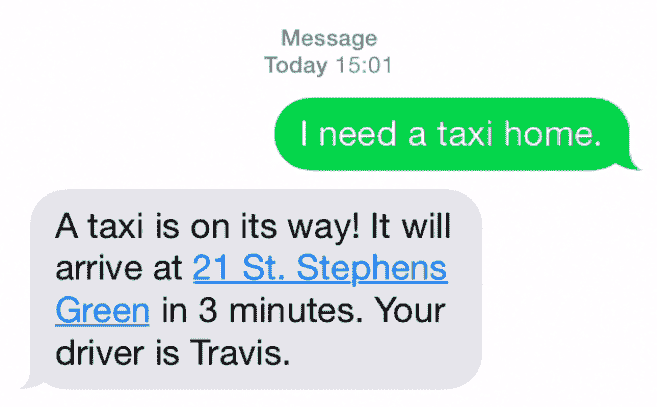 Message
Today 15:01
I need a taxi home.
A taxi is on its way! It will
arrive at 21 St. Stephens
Green in 3 minutes. Your
driver is Travis.